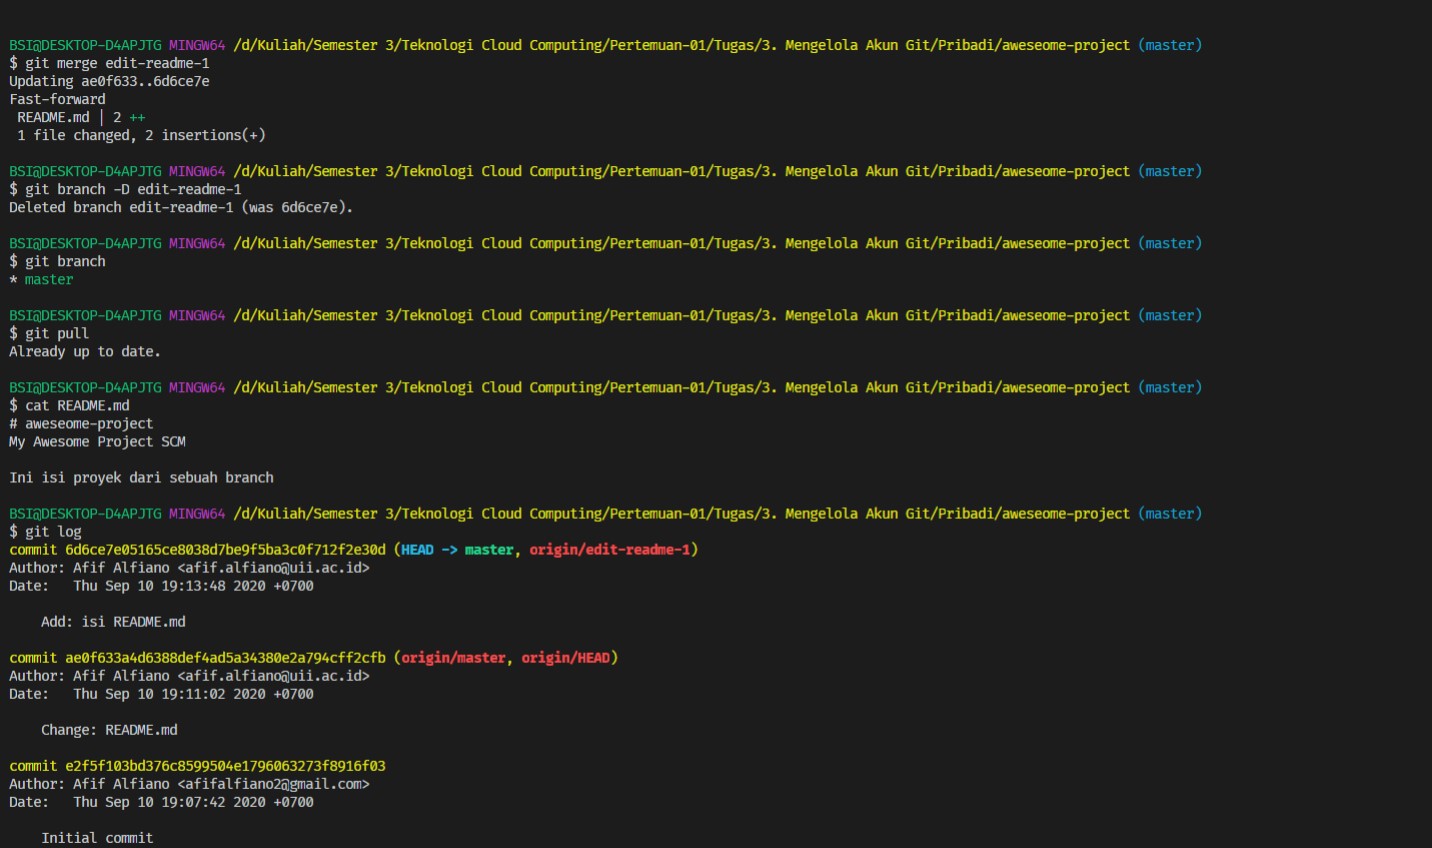 BSI@DESKTOP-D4APJTG MINGW64 /d/Kuliah/Semester 3/Teknologi Cloud Computing/Pertemuan-01/Tugas/3. Mengelola Akun Git/Pribadi/aweseome-project (master)
$ git merge edit-readme-1
Updating ae0f633..6d6ce7e
Fast-forward
 README.md | 2 ++
 1 file changed, 2 insertions(+)

BSI@DESKTOP-D4APJTG MINGW64 /d/Kuliah/Semester 3/Teknologi Cloud Computing/Pertemuan-01/Tugas/3. Mengelola Akun Git/Pribadi/aweseome-project (master)
$ git branch -D edit-readme-1
Deleted branch edit-readme-1 (was 6d6ce7e).

BSI@DESKTOP-D4APJTG MINGW64 /d/Kuliah/Semester 3/Teknologi Cloud Computing/Pertemuan-01/Tugas/3. Mengelola Akun Git/Pribadi/aweseome-project (master)
$ git branch
* master

BSI@DESKTOP-D4APJTG MINGW64 /d/Kuliah/Semester 3/Teknologi Cloud Computing/Pertemuan-01/Tugas/3. Mengelola Akun Git/Pribadi/aweseome-project (master)
$ git pull
Already up to date.

BSI@DESKTOP-D4APJTG MINGW64 /d/Kuliah/Semester 3/Teknologi Cloud Computing/Pertemuan-01/Tugas/3. Mengelola Akun Git/Pribadi/aweseome-project (master)
$ cat README.md
# aweseome-project
My Awesome Project SCM

Ini isi proyek dari sebuah branch

BSI@DESKTOP-D4APJTG MINGW64 /d/Kuliah/Semester 3/Teknologi Cloud Computing/Pertemuan-01/Tugas/3. Mengelola Akun Git/Pribadi/aweseome-project (master)
$ git log
commit 6d6ce7e05165ce8038d7be9f5ba3c0f712f2e30d (HEAD -> master, origin/edit-readme-1)
Author: Afif Alfiano <afif.alfiano@uii.ac.id>
Date:   Thu Sep 10 19:13:48 2020 +0700

    Add: isi README.md

commit ae0f633a4d6388def4ad5a34380e2a794cff2cfb (origin/master, origin/HEAD)
Author: Afif Alfiano <afif.alfiano@uii.ac.id>
Date:   Thu Sep 10 19:11:02 2020 +0700

    Change: README.md

commit e2f5f103bd376c8599504e1796063273f8916f03
Author: Afif Alfiano <afifalfiano2@gmail.com>
Date:   Thu Sep 10 19:07:42 2020 +0700

    Initial commit